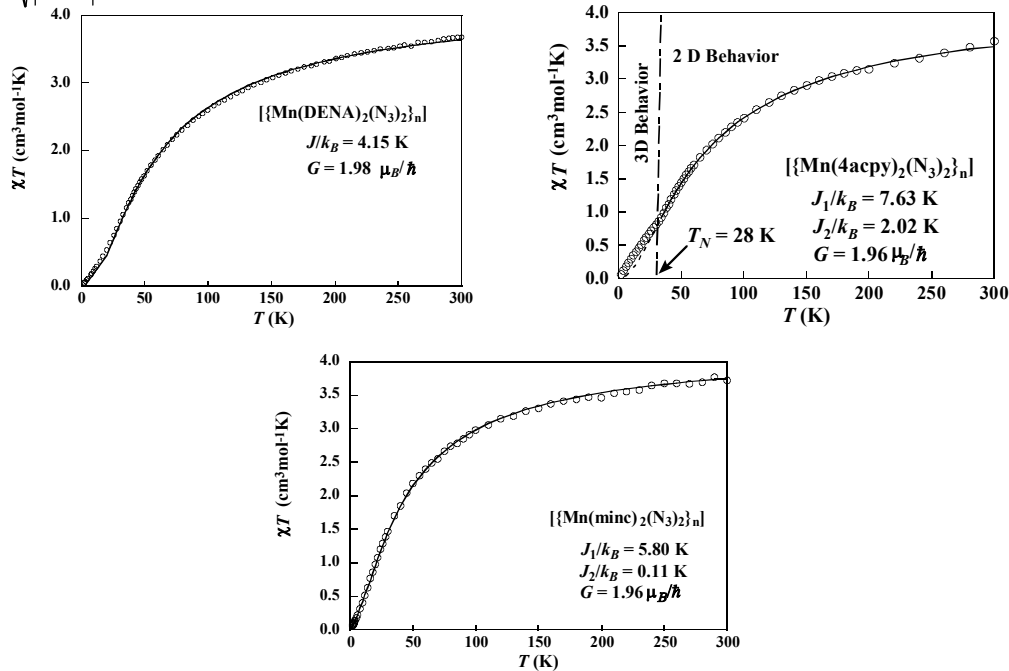 4.0
3.0
2.0
1.0
0.0
0 50 100 150 200 250 300
χT (cm³mol⁻¹K)
T (K)
[{Mn(DENA)₂(N₃)₂}ₙ]
J/k_B = 4.15 K
G = 1.98 μ_B/ħ
4.0
3.5
3.0
2.5
2.0
1.5
1.0
0.5
0.0
0 50 100 150 200 250 300
χT (cm³mol⁻¹K)
T (K)
3D Behavior
2 D Behavior
[{Mn(4acpy)₂(N₃)₂}ₙ]
J₁/k_B = 7.63 K
J₂/k_B = 2.02 K
G = 1.96 μ_B/ħ
T_N = 28 K
4.0
3.5
3.0
2.5
2.0
1.5
1.0
0.5
0.0
0 50 100 150 200 250 300
χT (cm³mol⁻¹K)
T (K)
[{Mn(minc)₂(N₃)₂}ₙ]
J₁/k_B = 5.80 K
J₂/k_B = 0.11 K
G = 1.96 μ_B/ħ